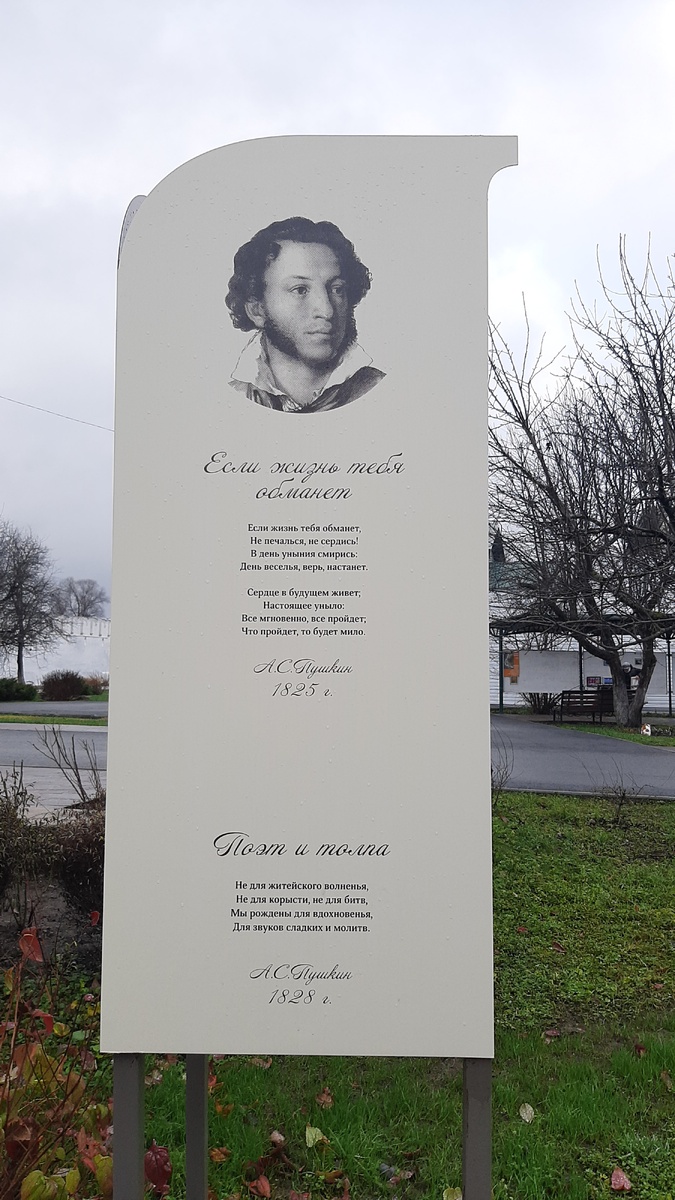 Если жизнь тебя
обманет
Если жизнь тебя обманет,
Не печалься, не сердись!
В день уныния смирись:
День веселья, верь, настанет.
Сердце в будущем живет;
Настоящее уныло:
Все мгновенно, все пройдет;
Что пройдет, то будет мило.
А.С.Пушкин
1825 г.
Поэт и толпа
Не для житейского волненья,
Не для корысти, не для битв,
Мы рождены для вдохновенья,
Для звуков сладких и молитв.
А.С.Пушкин
1828 г.